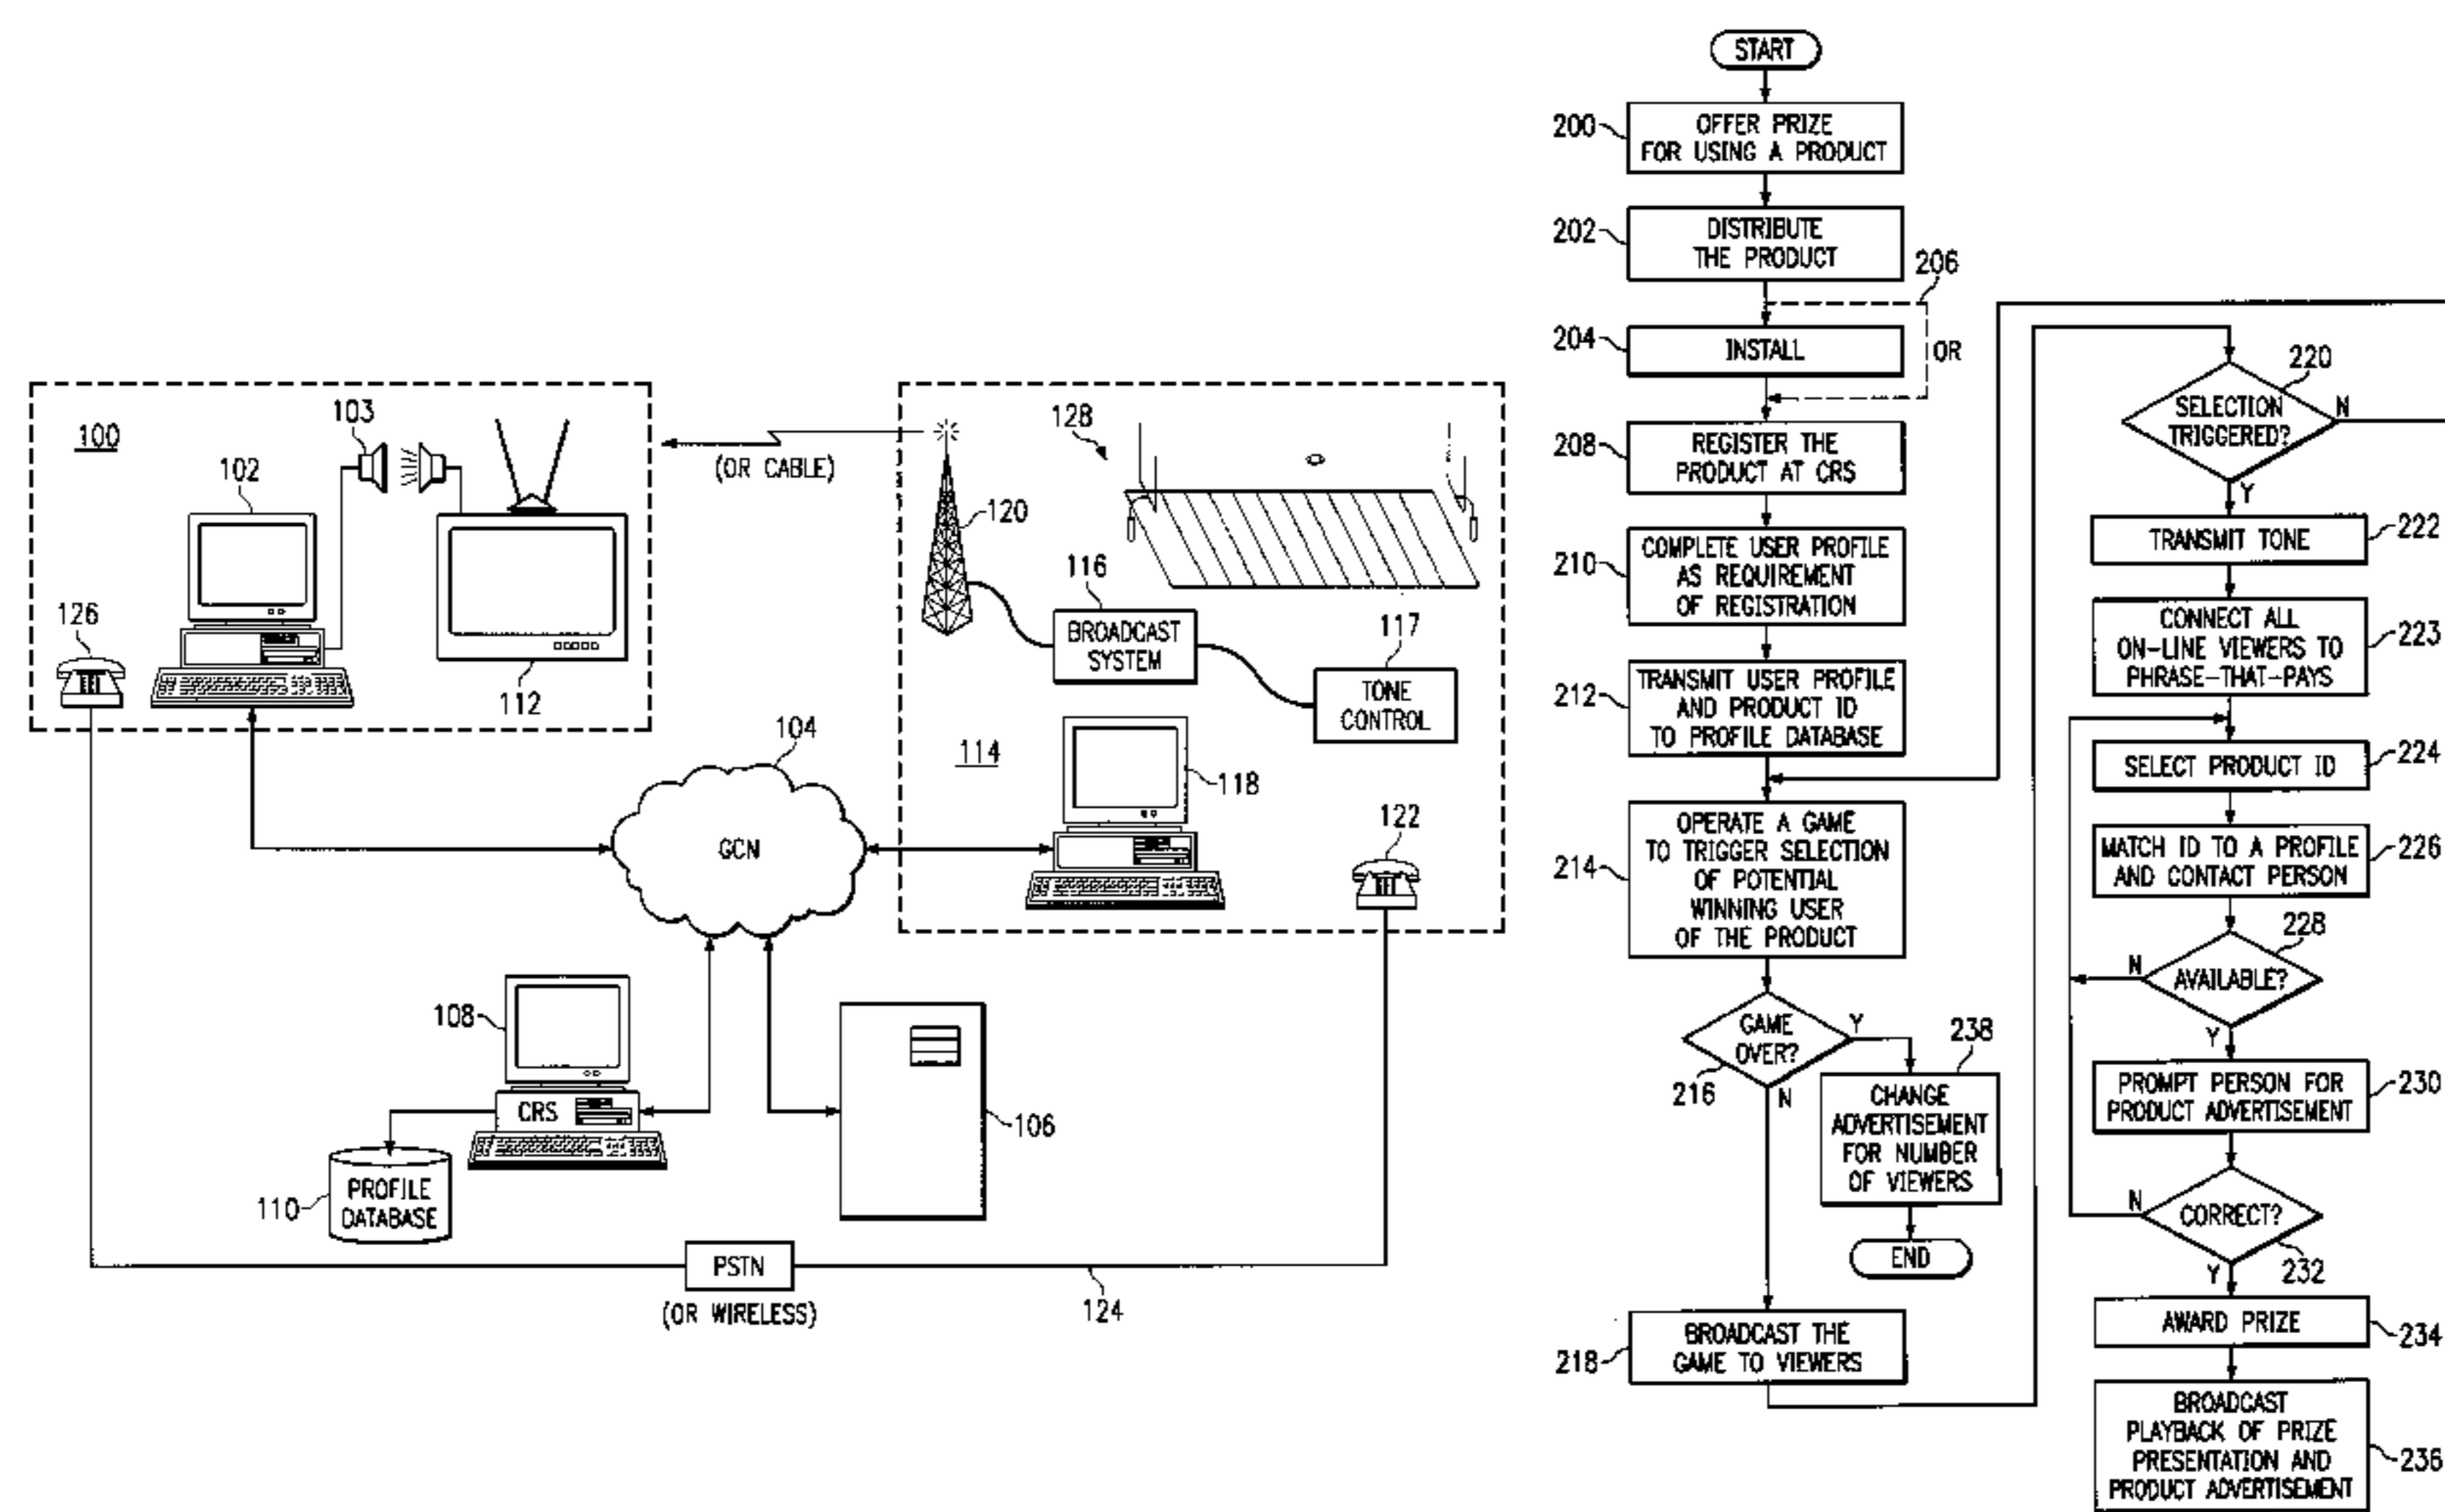 100
103
102
126
112
(OR CABLE)
128
120
116
BROADCAST
SYSTEM
117
TONE
CONTROL
114
118
104
GCN
122
108
CRS
110
PROFILE
DATABASE
106
PSTN
(OR WIRELESS)
124
START
200
OFFER PRIZE
FOR USING A PRODUCT
202
DISTRIBUTE
THE PRODUCT
206
204
INSTALL
OR
208
REGISTER THE
PRODUCT AT CRS
210
COMPLETE USER PROFILE
AS REQUIREMENT
OF REGISTRATION
212
TRANSMIT USER PROFILE
AND PRODUCT ID
TO PROFILE DATABASE
214
OPERATE A GAME
TO TRIGGER SELECTION
OF POTENTIAL
WINNING USER
OF THE PRODUCT
GAME
OVER?
Y
216
N
238
CHANGE
ADVERTISEMENT
FOR NUMBER
OF VIEWERS
END
218
BROADCAST THE
GAME TO VIEWERS
220
SELECTION
TRIGGERED?
N
Y
TRANSMIT TONE
222
CONNECT ALL
ON-LINE VIEWERS TO
PHRASE-THAT-PAYS
223
SELECT PRODUCT ID
224
MATCH ID TO A PROFILE
AND CONTACT PERSON
226
228
N
AVAILABLE?
Y
PROMPT PERSON FOR
PRODUCT ADVERTISEMENT
230
N
CORRECT?
Y
232
AWARD PRIZE
234
BROADCAST
PLAYBACK OF PRIZE
PRESENTATION AND
PRODUCT ADVERTISEMENT
236